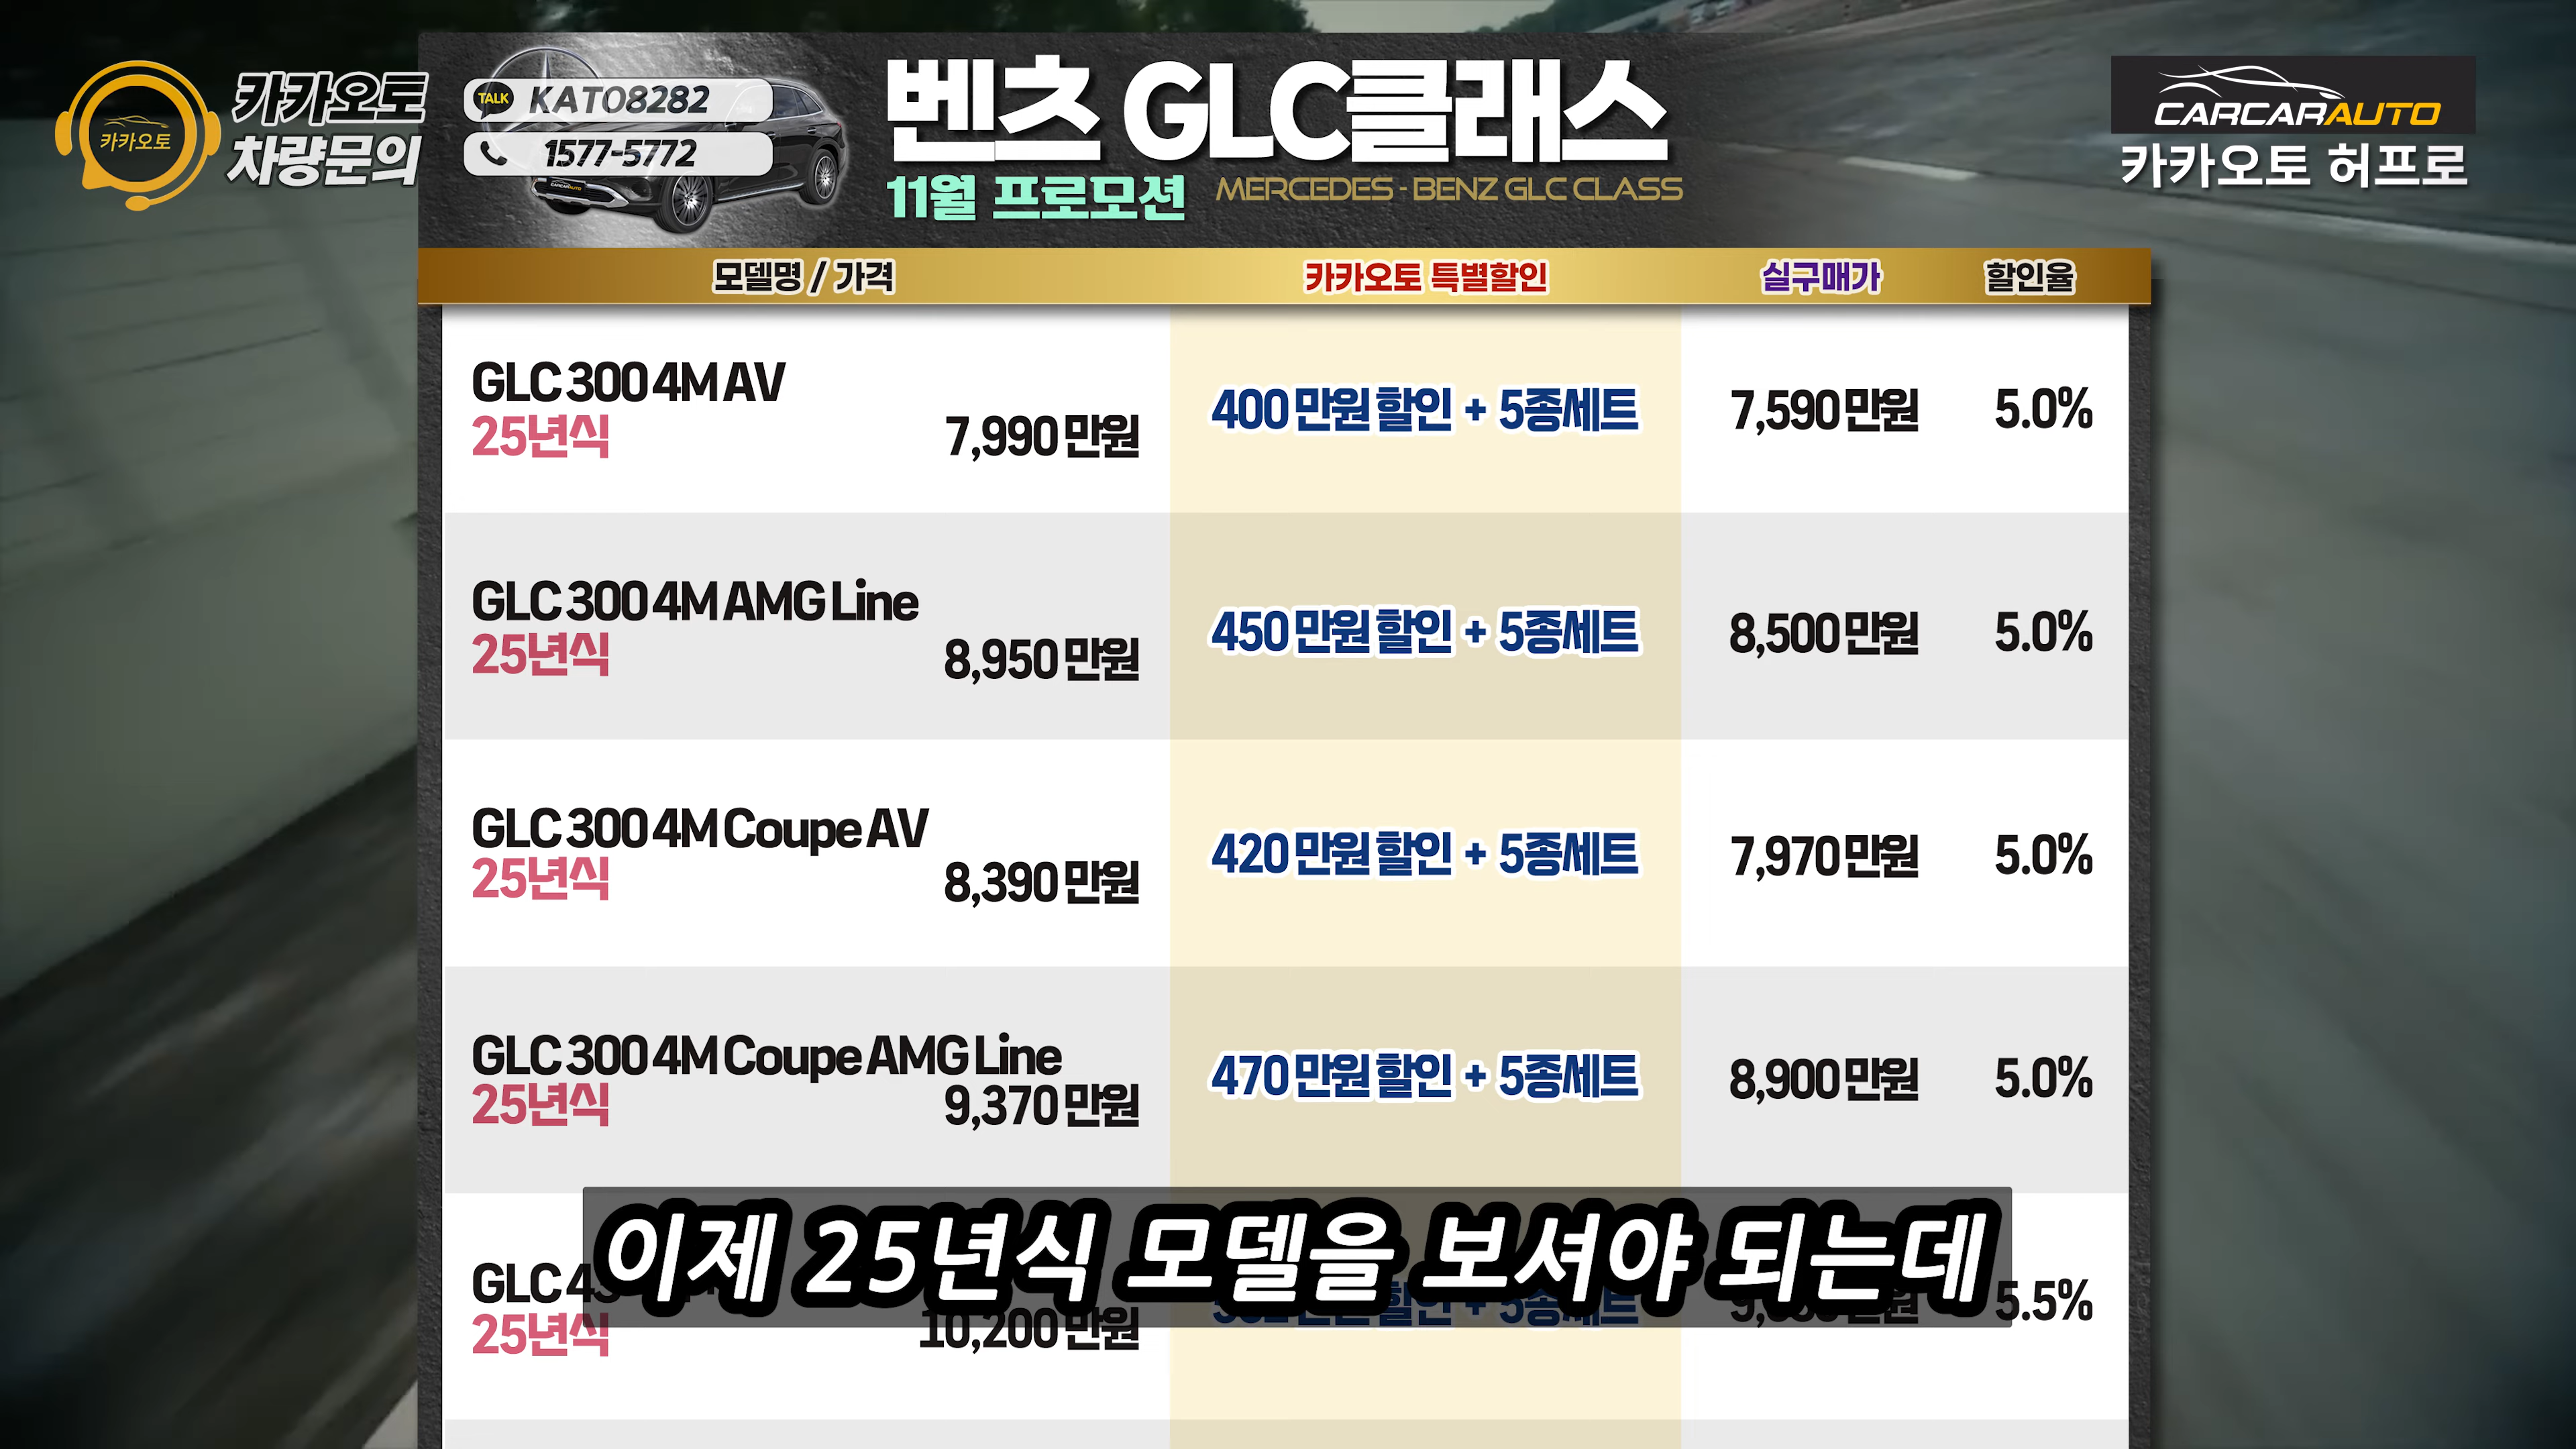 카카오토
차량문의
카카오토
TALK KATO8282
1577-5772
벤츠 GLC클래스
11월 프로모션 MERCEDES - BENZ GLC CLASS
CARCARAUTO
카카오토 허프로
모델명 / 가격 카카오토 특별할인 실구매가 할인율
GLC 300 4M AV
25년식 7,990만원 400만원 할인 + 5종세트 7,590만원 5.0%
GLC 300 4M AMG Line
25년식 8,950만원 450만원 할인 + 5종세트 8,500만원 5.0%
GLC 300 4M Coupe AV
25년식 8,390만원 420만원 할인 + 5종세트 7,970만원 5.0%
GLC 300 4M Coupe AMG Line
25년식 9,370만원 470만원 할인 + 5종세트 8,900만원 5.0%
이제 25년식 모델을 보셔야 되는데
GLC
25년식 10,200만원 할인 + 5종세트 5.5%